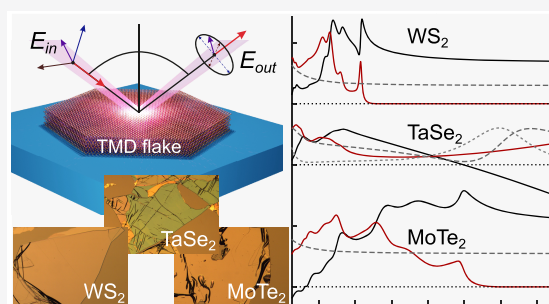 E_in
E_out
TMD flake
TaSe₂
WS₂
MoTe₂
WS₂
TaSe₂
MoTe₂